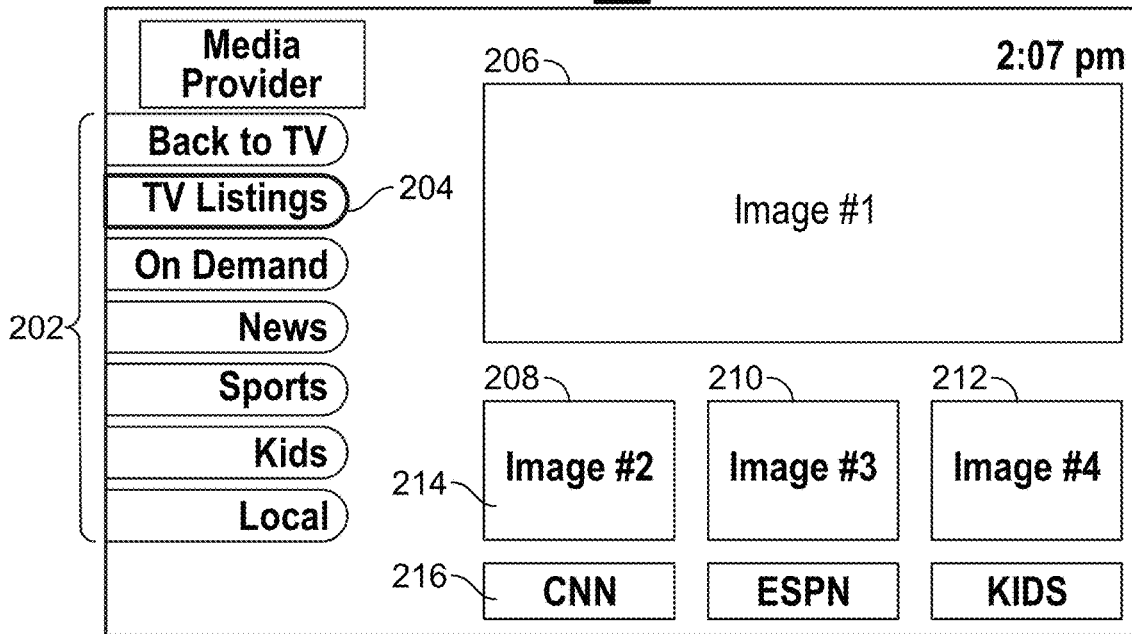 Media
Provider
2:07 pm
206
Back to TV
TV Listings
204
Image #1
On Demand
202
News
Sports
Kids
Local
208
210
212
Image #2
Image #3
Image #4
214
216
CNN
ESPN
KIDS